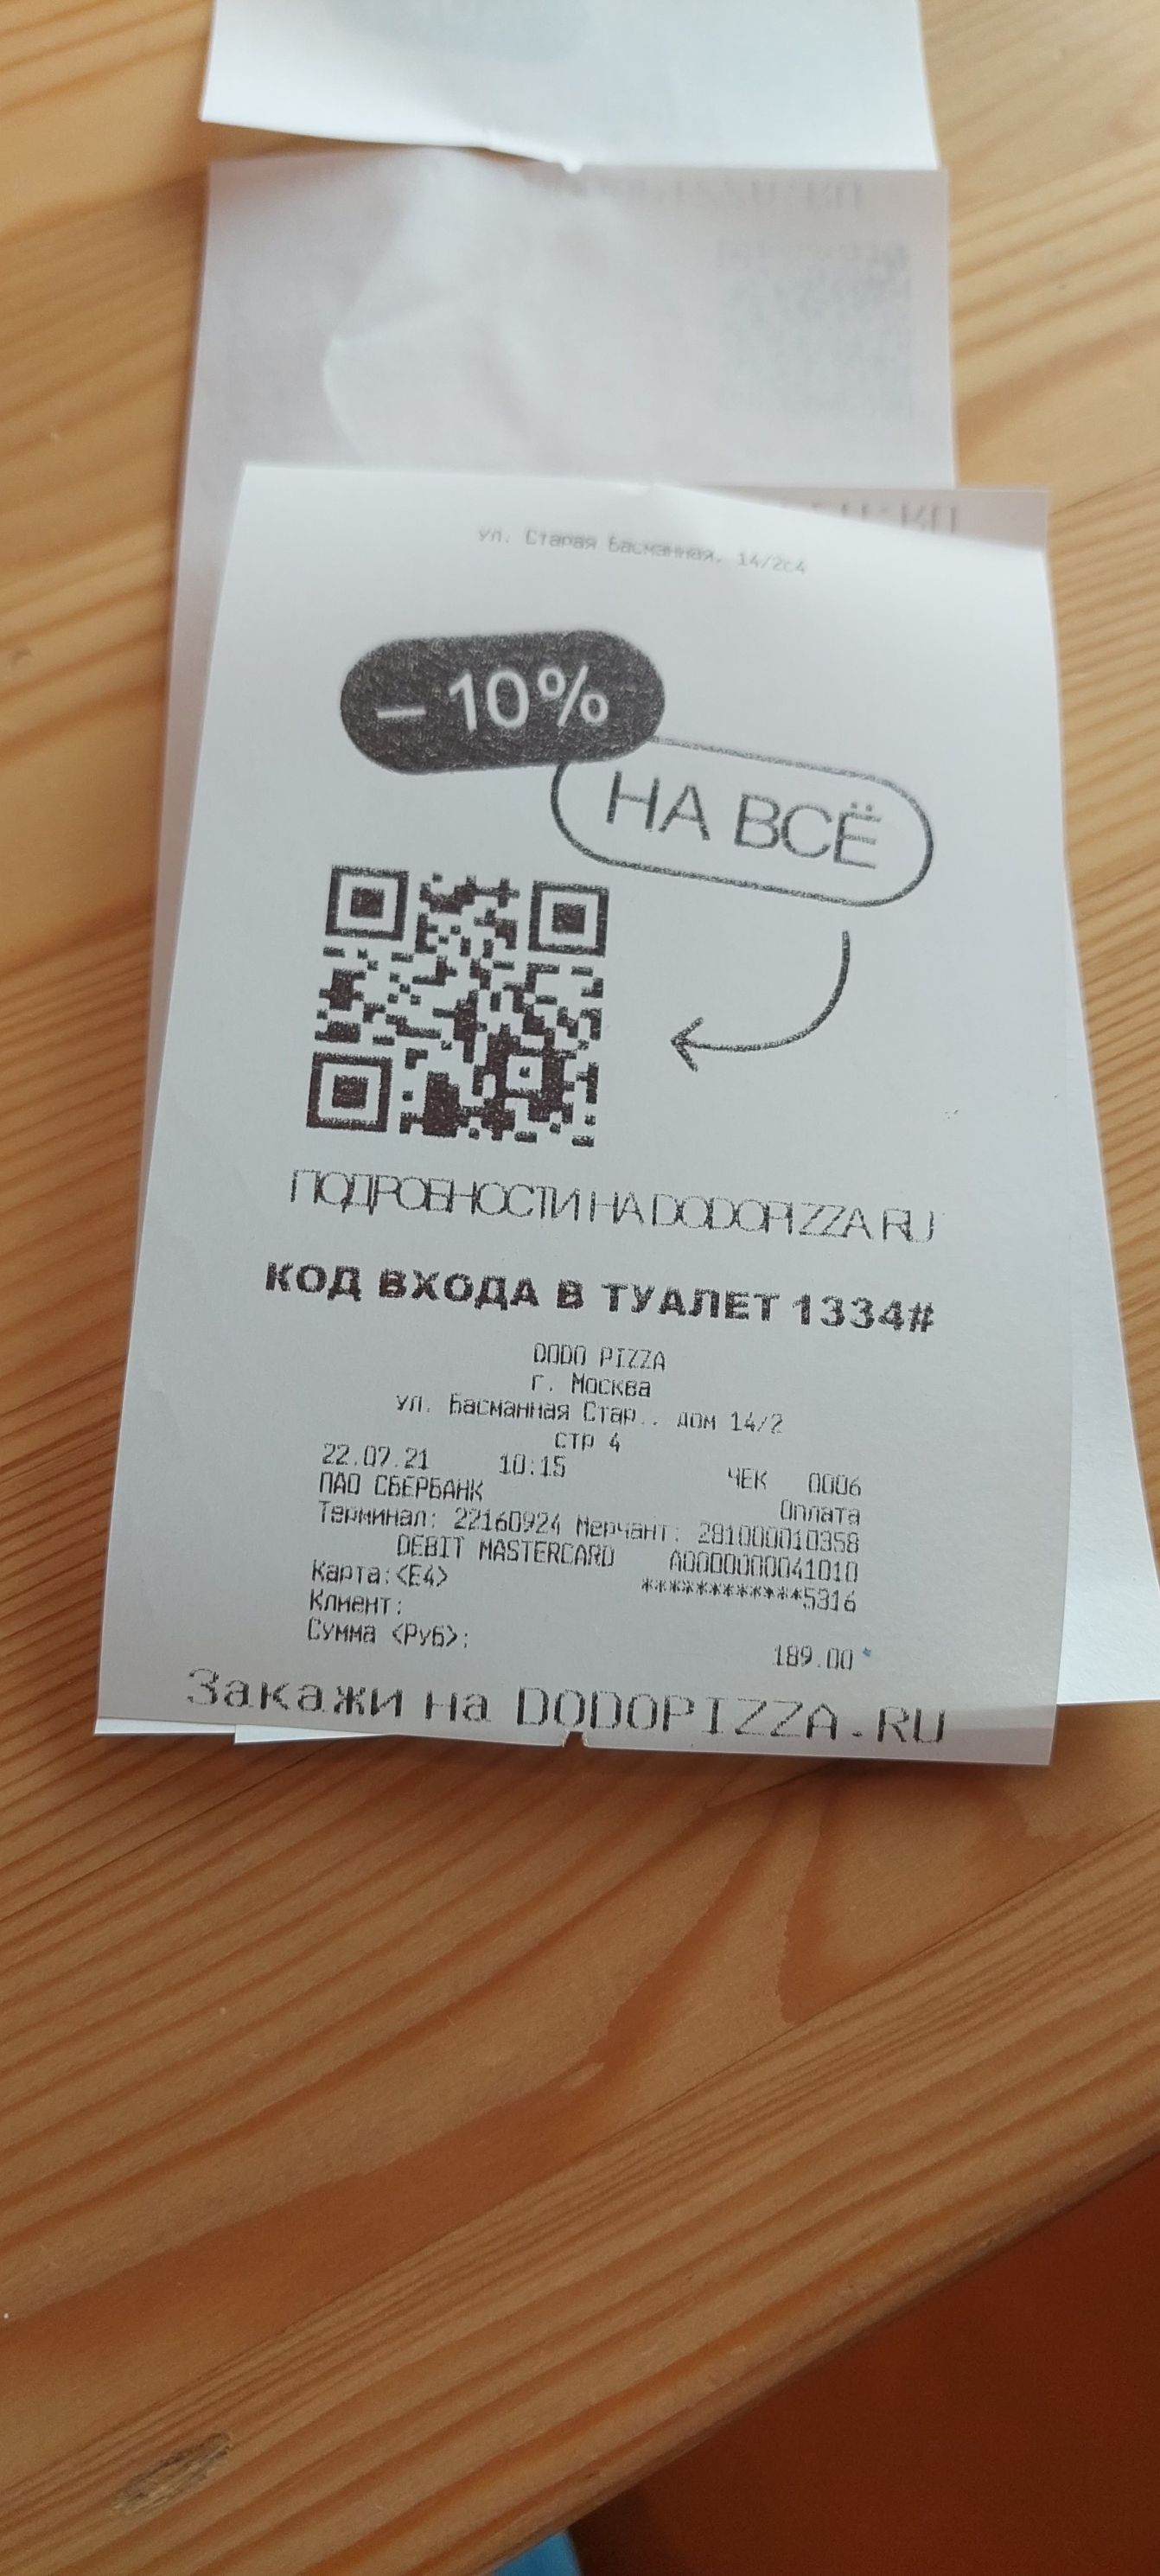 ул. Старая Басманная, 14/2с4
– 10%
НА ВСЁ
ПОДРОБНОСТИ НА DODOPIZZA.RU
КОД ВХОДА В ТУАЛЕТ 1334#
DODO PIZZA
г. Москва
ул. Басманная Стар., дом 14/2
стр 4
22.07.21 10:15 ЧЕК 0006
ПАО СБЕРБАНК Оплата
Терминал: 22160924 Мерчант: 281000010358
DEBIT MASTERCARD A0000000041010
Карта:<E4> ************5316
Клиент:
Сумма <Руб>: 189.00
Закажи на DODOPIZZA.RU